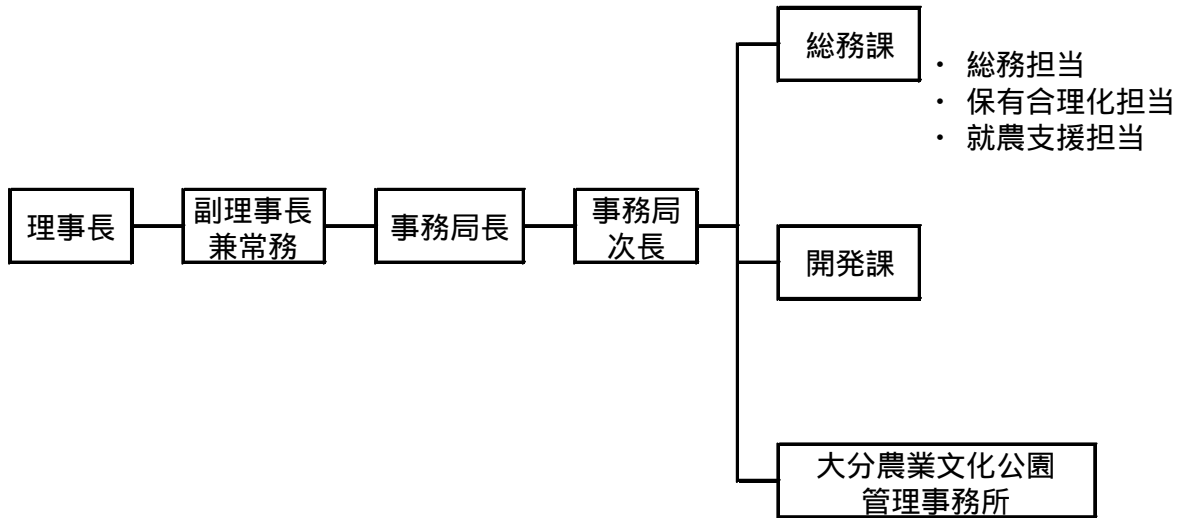 総務課
・ 総務担当
・ 保有合理化担当
・ 就農支援担当
理事長
副理事長
兼常務
事務局長
事務局
次長
開発課
大分農業文化公園
管理事務所